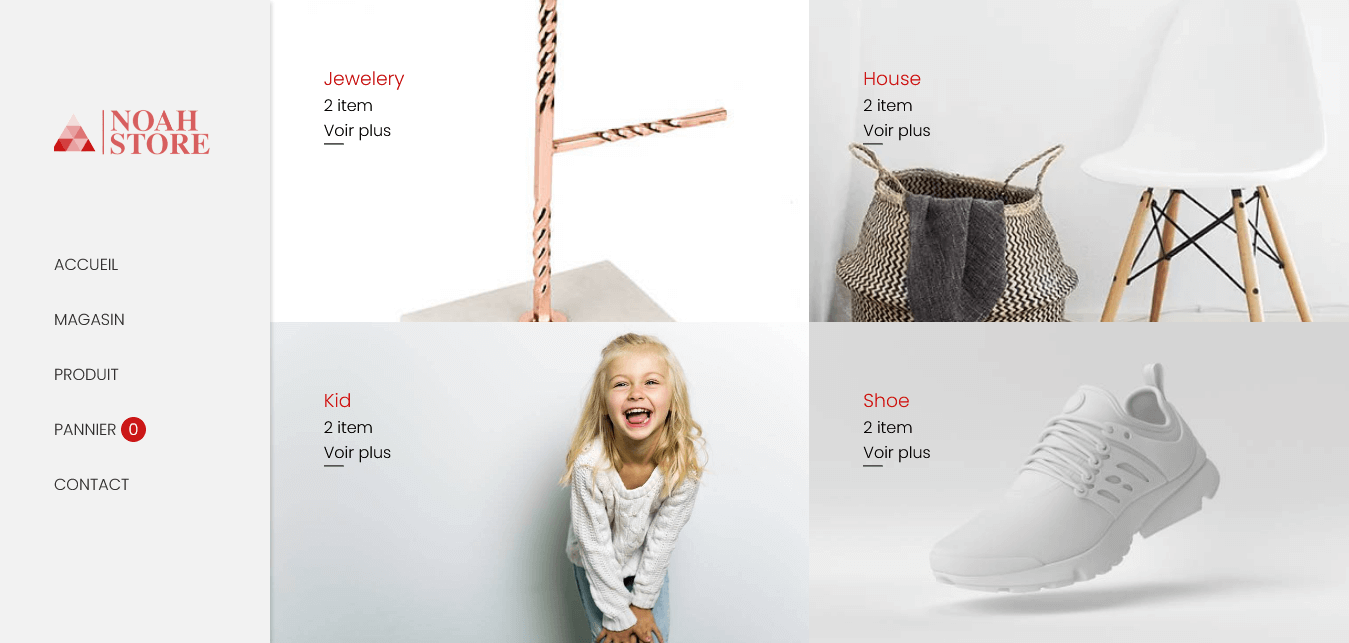 NOAH
STORE
ACCUEIL
MAGASIN
PRODUIT
PANNIER 0
CONTACT
Jewelery
2 item
Voir plus
House
2 item
Voir plus
Kid
2 item
Voir plus
Shoe
2 item
Voir plus